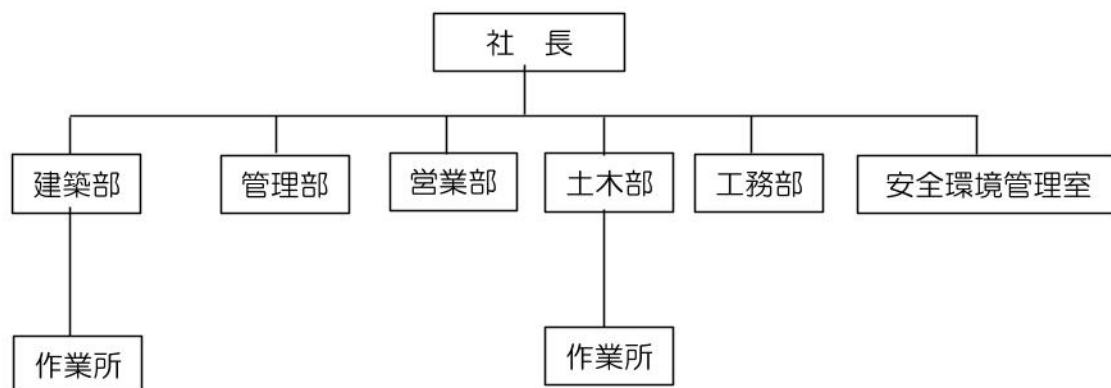 社　長
建築部
管理部
営業部
土木部
工務部
安全環境管理室
作業所
作業所